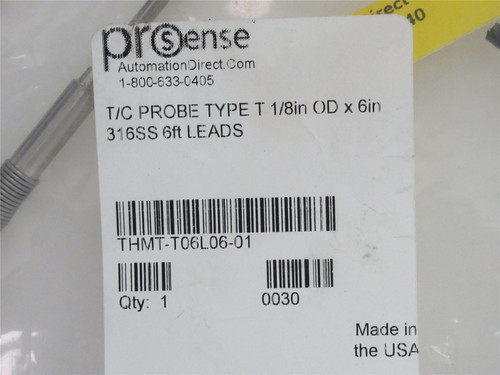 prosense
AutomationDirect.Com
1-800-633-0405
T/C PROBE TYPE T 1/8in OD x 6in
316SS 6ft LEADS
THMT-T06L06-01
Qty: 1
0030
Made in
the USA
40